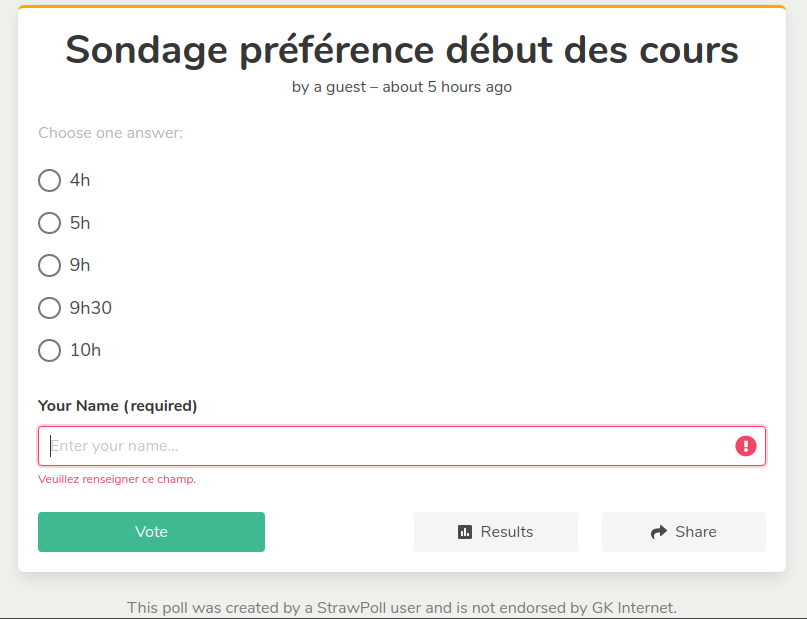 Sondage préférence début des cours
by a guest – about 5 hours ago
Choose one answer:
4h
5h
9h
9h30
10h
Your Name (required)
Enter your name...
Veuillez renseigner ce champ.
Vote
Results
Share
This poll was created by a StrawPoll user and is not endorsed by GK Internet.